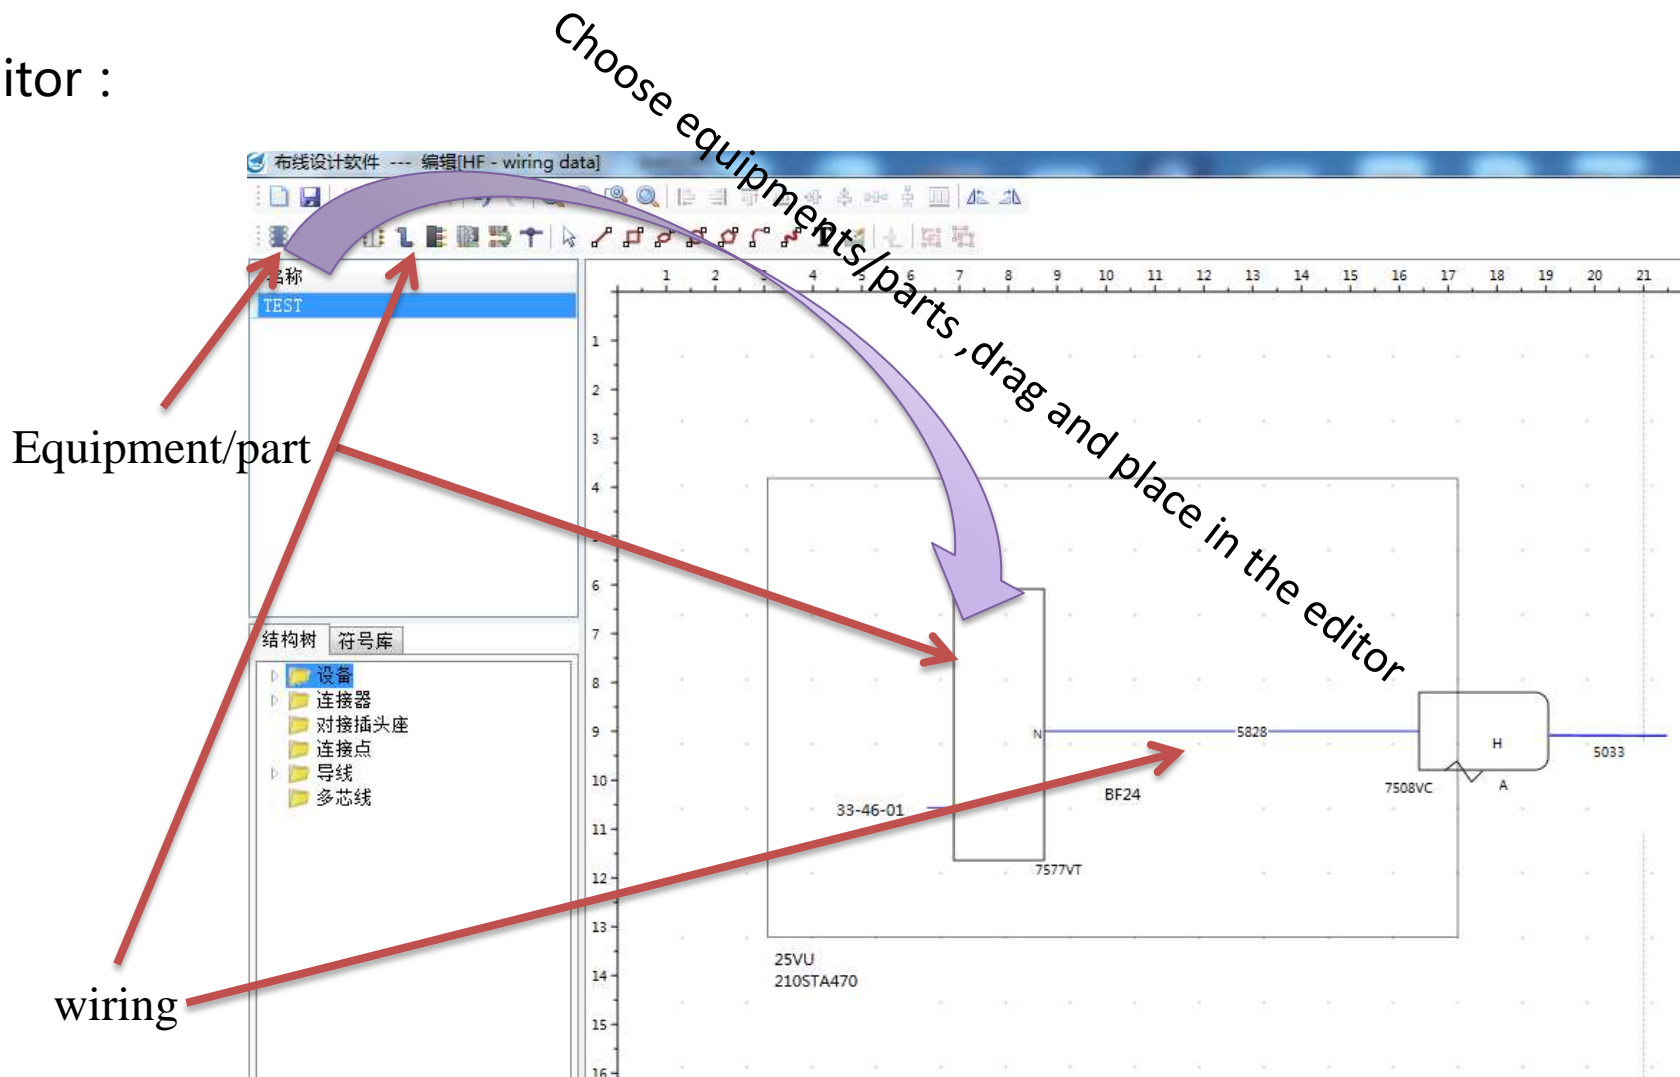 itor :
Choose equipments/parts ,drag and place in the editor
布线设计软件 --- 编辑[HF - wiring data]
名称
TEST
1 2 3 4 5 6 7 8 9 10 11 12 13 14 15 16 17 18 19 20 21
1
2
3
4
5
6
7
8
9
10
11
12
13
14
15
16
Equipment/part
wiring
结构树 符号库
设备
连接器
对接插头座
连接点
导线
多芯线
N
5828
H
5033
7508VC
A
BF24
33-46-01
7577VT
25VU
210STA470